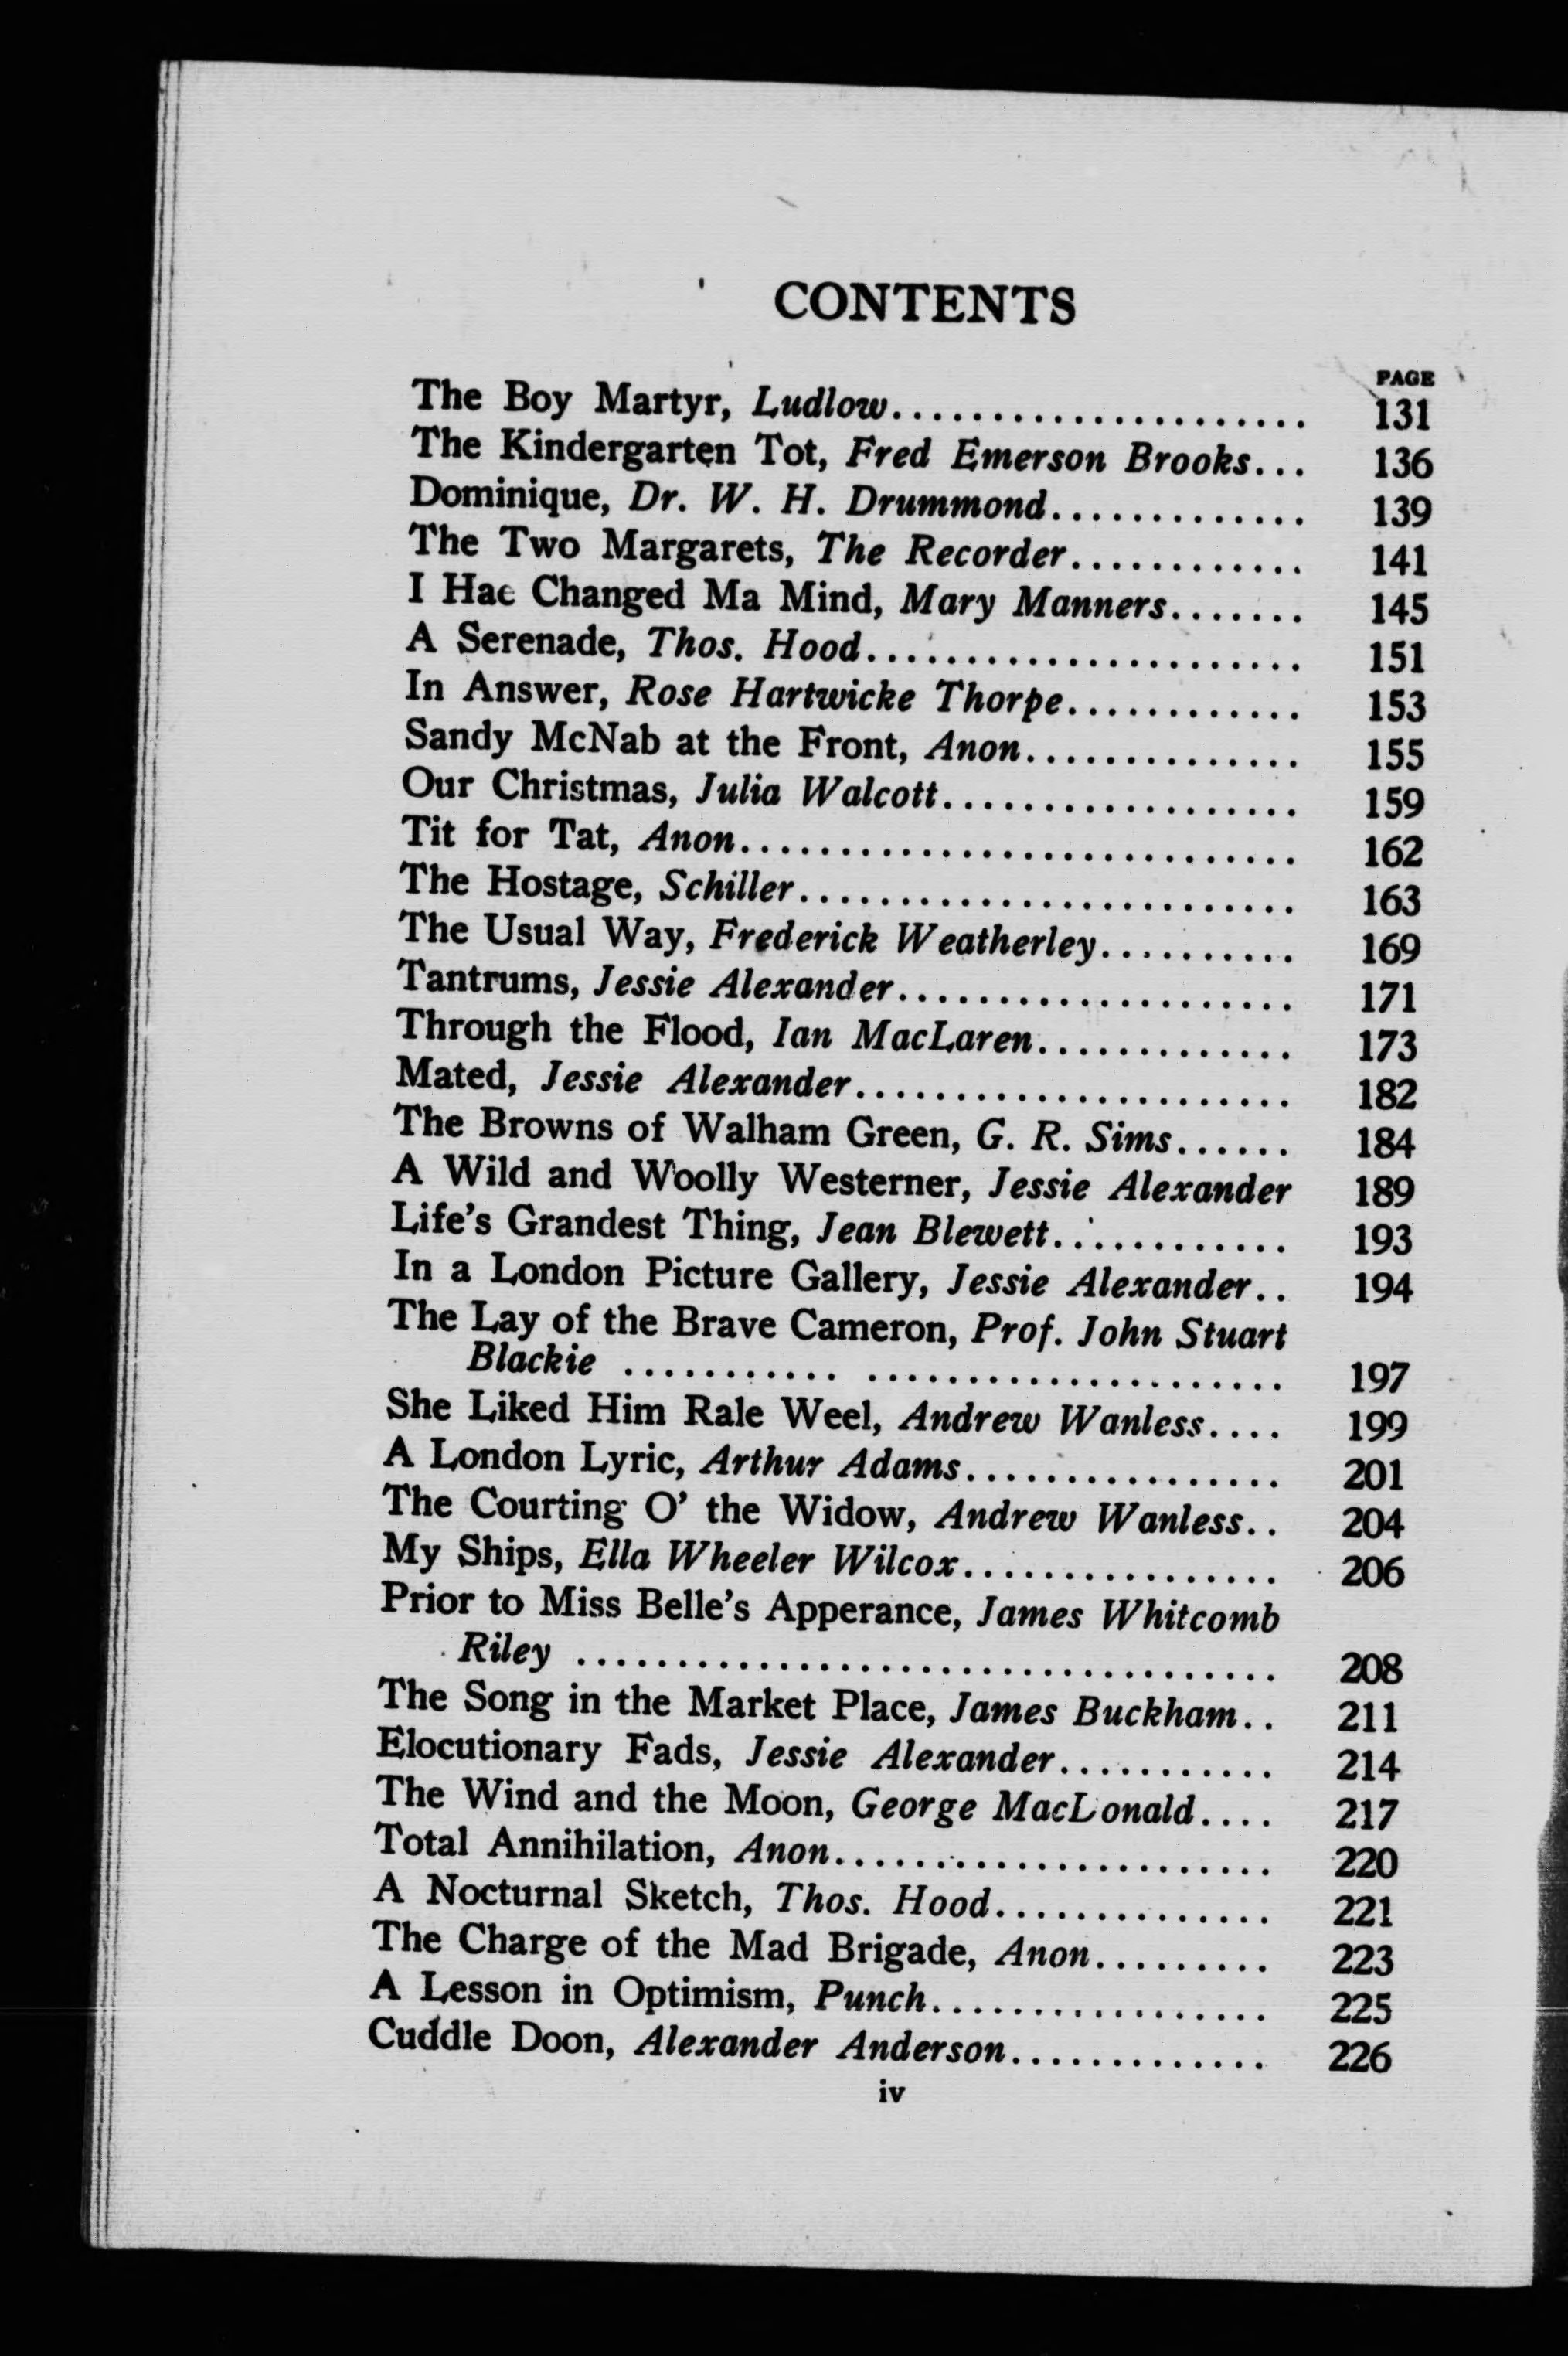 CONTENTS
PAGE
The Boy Martyr, Ludlow...................... 131
The Kindergarten Tot, Fred Emerson Brooks... 136
Dominique, Dr. W. H. Drummond............. 139
The Two Margarets, The Recorder............ 141
I Hae Changed Ma Mind, Mary Manners....... 145
A Serenade, Thos. Hood...................... 151
In Answer, Rose Hartwicke Thorpe............ 153
Sandy McNab at the Front, Anon.............. 155
Our Christmas, Julia Walcott.................. 159
Tit for Tat, Anon............................ 162
The Hostage, Schiller......................... 163
The Usual Way, Frederick Weatherley.......... 169
Tantrums, Jessie Alexander.................... 171
Through the Flood, Ian MacLaren............. 173
Mated, Jessie Alexander...................... 182
The Browns of Walham Green, G. R. Sims...... 184
A Wild and Woolly Westerner, Jessie Alexander 189
Life's Grandest Thing, Jean Blewett............ 193
In a London Picture Gallery, Jessie Alexander.. 194
The Lay of the Brave Cameron, Prof. John Stuart
Blackie ........... ..................... 197
She Liked Him Rale Weel, Andrew Wanless.... 199
A London Lyric, Arthur Adams................ 201
The Courting O' the Widow, Andrew Wanless.. 204
My Ships, Ella Wheeler Wilcox................ 206
Prior to Miss Belle's Apperance, James Whitcomb
Riley ................................... 208
The Song in the Market Place, James Buckham.. 211
Elocutionary Fads, Jessie Alexander........... 214
The Wind and the Moon, George MacLonald.... 217
Total Annihilation, Anon...................... 220
A Nocturnal Sketch, Thos. Hood.............. 221
The Charge of the Mad Brigade, Anon......... 223
A Lesson in Optimism, Punch................. 225
Cuddle Doon, Alexander Anderson............. 226
iv